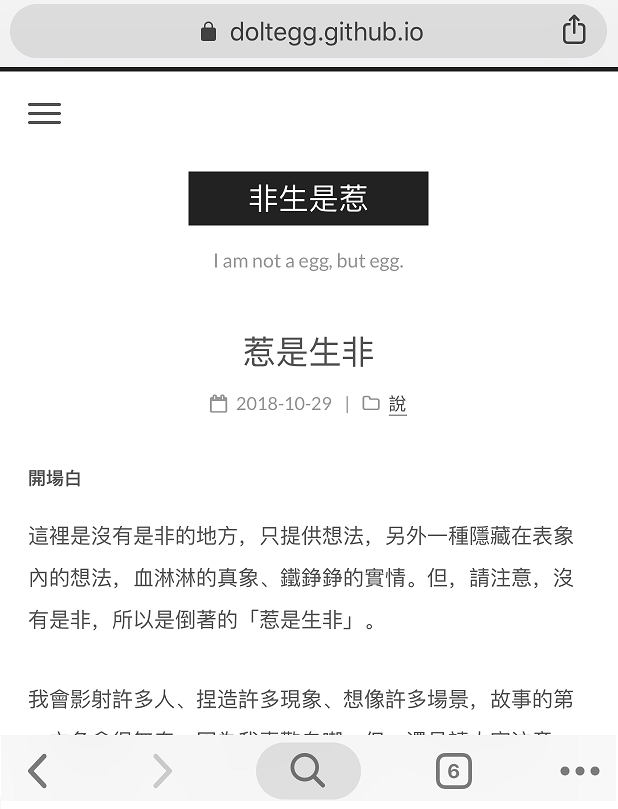 doltegg.github.io
非生是惹
I am not a egg, but egg.
惹是生非
2018-10-29 | 說
開場白
這裡是沒有是非的地方，只提供想法，另外一種隱藏在表象
內的想法，血淋淋的真象、鐵錚錚的實情。但，請注意，沒
有是非，所以是倒著的「惹是生非」。
我會影射許多人、捏造許多現象、想像許多場景，故事的第
6